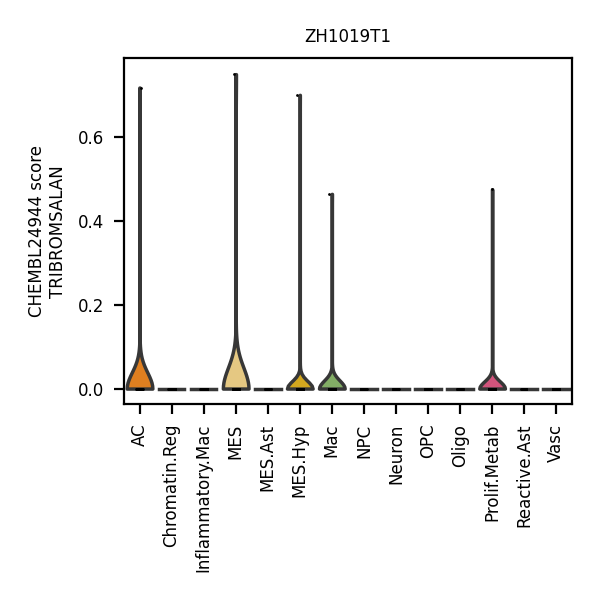 ZH1019T1
CHEMBL24944 score
TRIBROMSALAN
0.6
0.4
0.2
0.0
AC
Chromatin.Reg
Inflammatory.Mac
MES
MES.Ast
MES.Hyp
Mac
NPC
Neuron
OPC
Oligo
Prolif.Metab
Reactive.Ast
Vasc